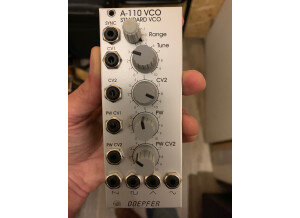 A-110 VCO
STANDARD VCO
SYNC
Range
CV1
Tune
CV2
CV2
PW CV1
PW
PW CV2
PW CV2
DOEPFER